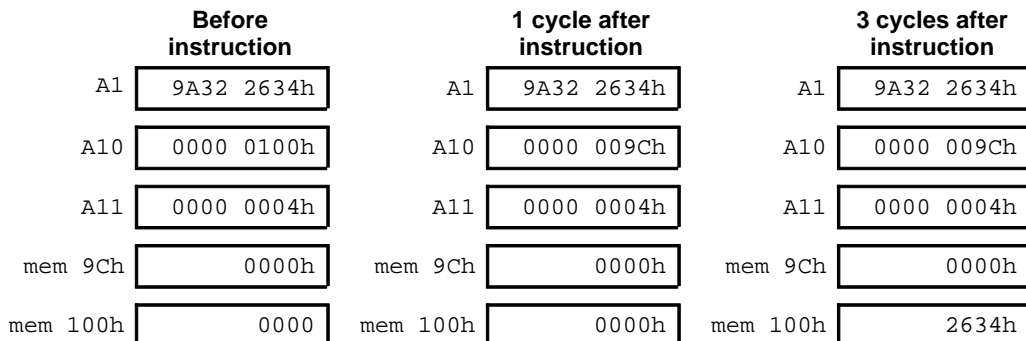 Before instruction 1 cycle after instruction 3 cycles after instruction
A1 9A32 2634h A1 9A32 2634h A1 9A32 2634h
A10 0000 0100h A10 0000 009Ch A10 0000 009Ch
A11 0000 0004h A11 0000 0004h A11 0000 0004h
mem 9Ch 0000h mem 9Ch 0000h mem 9Ch 0000h
mem 100h 0000 mem 100h 0000h mem 100h 2634h